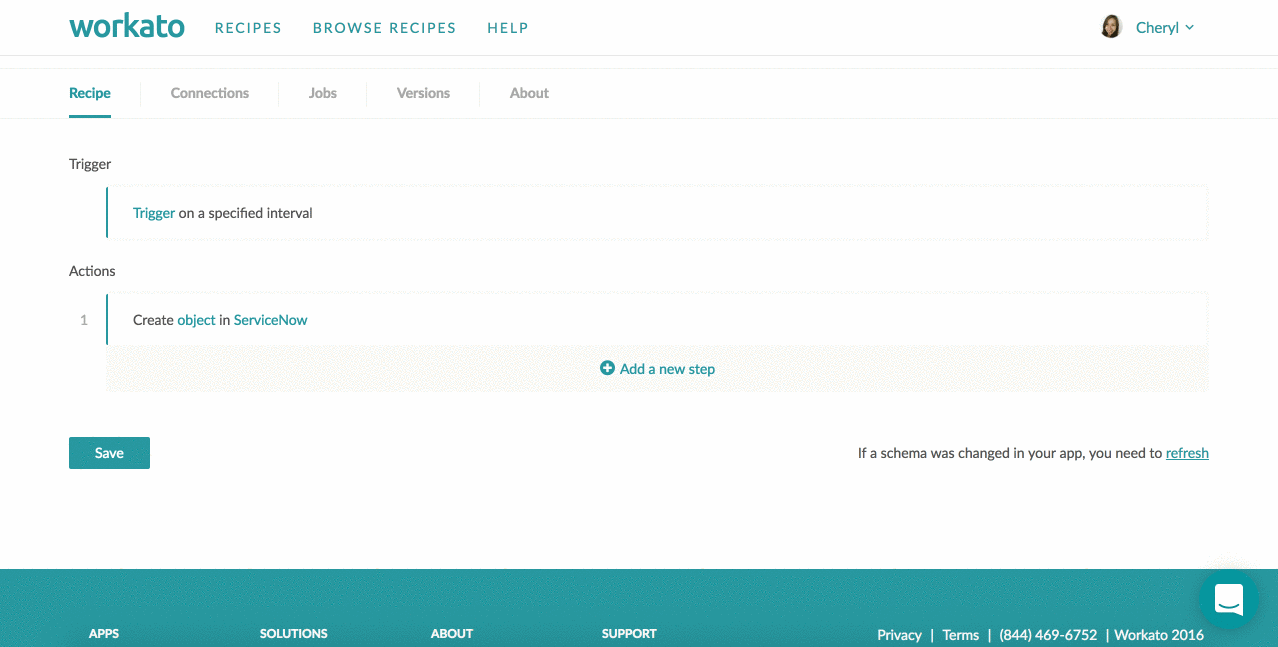 workato RECIPES BROWSE RECIPES HELP Cheryl
Recipe Connections Jobs Versions About
Trigger
Trigger on a specified interval
Actions
1 Create object in ServiceNow
Add a new step
Save If a schema was changed in your app, you need to refresh
APPS SOLUTIONS ABOUT SUPPORT Privacy | Terms | (844) 469-6752 | Workato 2016